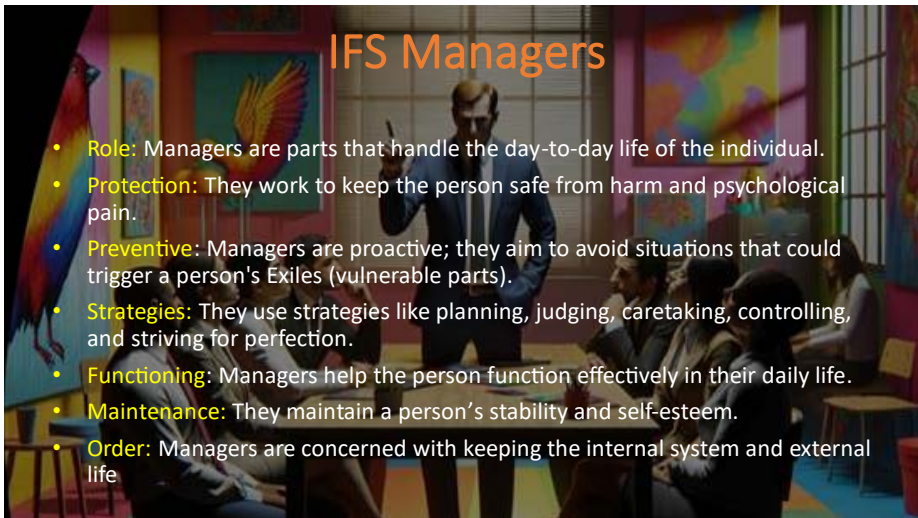 IFS Managers
• Role: Managers are parts that handle the day-to-day life of the individual.
• Protection: They work to keep the person safe from harm and psychological
pain.
• Preventive: Managers are proactive; they aim to avoid situations that could
trigger a person's Exiles (vulnerable parts).
• Strategies: They use strategies like planning, judging, caretaking, controlling,
and striving for perfection.
• Functioning: Managers help the person function effectively in their daily life.
• Maintenance: They maintain a person’s stability and self-esteem.
• Order: Managers are concerned with keeping the internal system and external
life